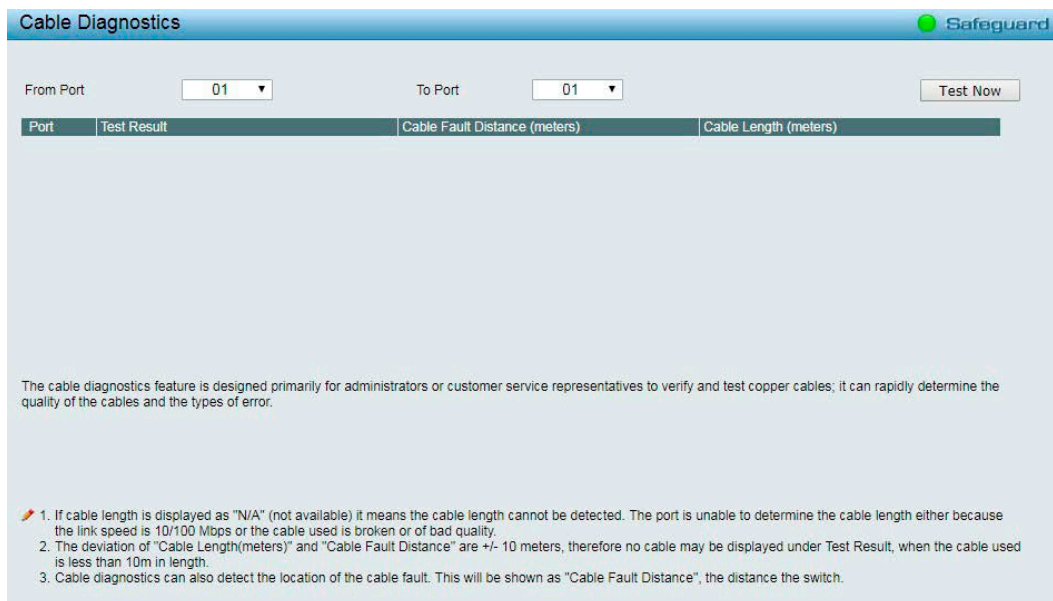 Cable Diagnostics
Safeguard
From Port 01 To Port 01 Test Now
Port Test Result Cable Fault Distance (meters) Cable Length (meters)
The cable diagnostics feature is designed primarily for administrators or customer service representatives to verify and test copper cables; it can rapidly determine the
quality of the cables and the types of error.
1. If cable length is displayed as "N/A" (not available) it means the cable length cannot be detected. The port is unable to determine the cable length either because
the link speed is 10/100 Mbps or the cable used is broken or of bad quality.
2. The deviation of "Cable Length(meters)" and "Cable Fault Distance" are +/- 10 meters, therefore no cable may be displayed under Test Result, when the cable used
is less than 10m in length.
3. Cable diagnostics can also detect the location of the cable fault. This will be shown as "Cable Fault Distance", the distance the switch.